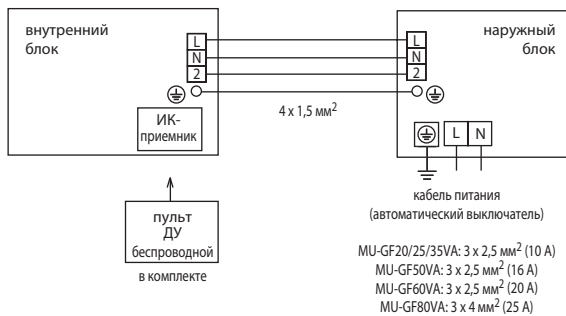 внутренний
блок
L
N
2
ИК-
приемник
4 x 1,5 мм²
L
N
2
наружный
блок
L N
пульт
ДУ
беспроводной
в комплекте
кабель питания
(автоматический выключатель)
MU-GF20/25/35VA: 3 x 2,5 мм² (10 А)
MU-GF50VA: 3 x 2,5 мм² (16 А)
MU-GF60VA: 3 x 2,5 мм² (20 А)
MU-GF80VA: 3 x 4 мм² (25 А)